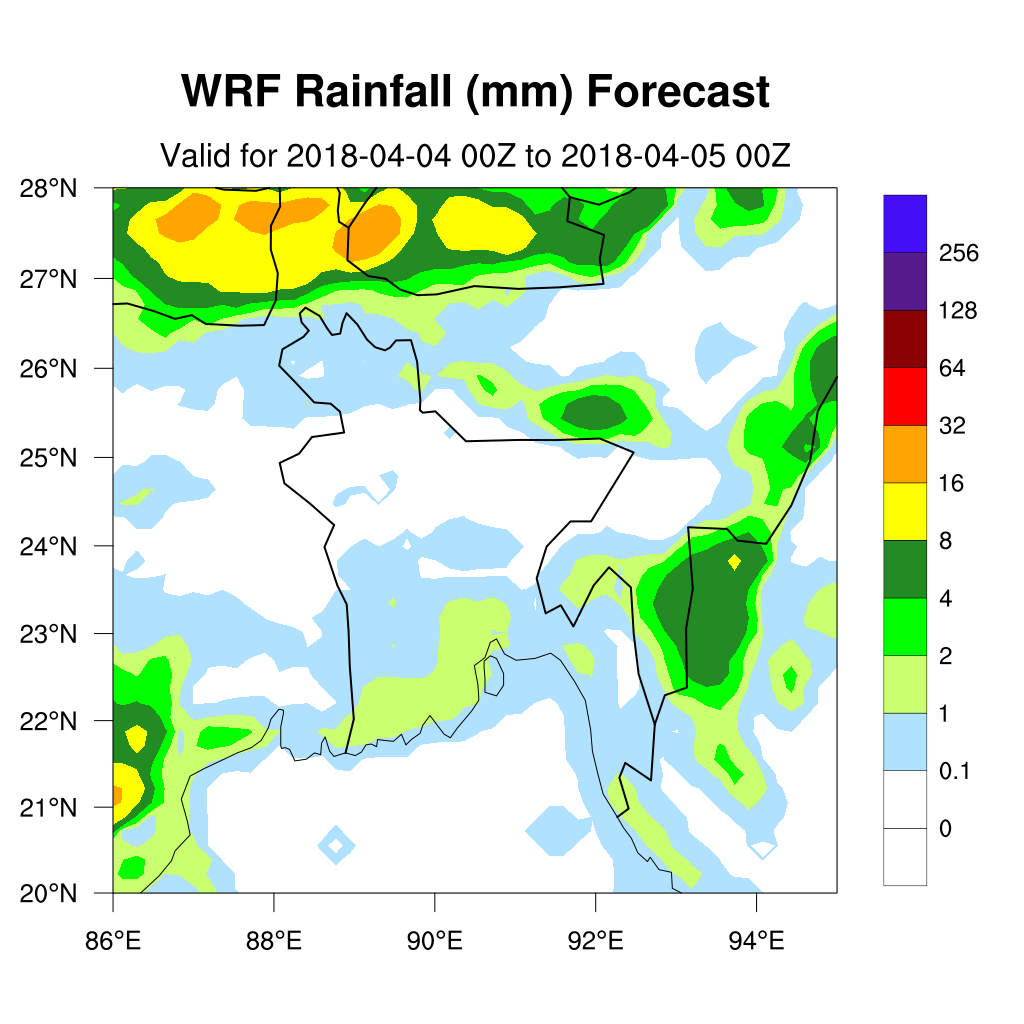 WRF Rainfall (mm) Forecast
Valid for 2018-04-04 00Z to 2018-04-05 00Z
28°N
27°N
26°N
25°N
24°N
23°N
22°N
21°N
20°N
86°E
88°E
90°E
92°E
94°E
256
128
64
32
16
8
4
2
1
0.1
0